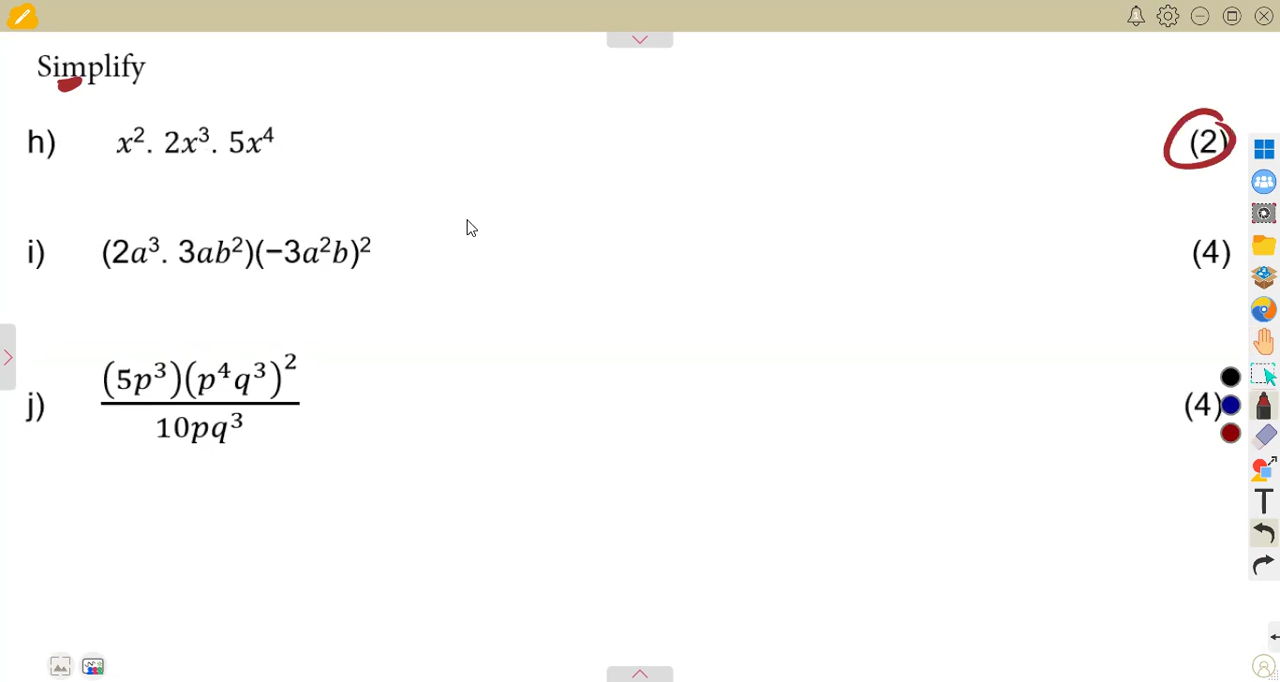 Simplify
h) x². 2x³. 5x⁴ (2)
i) (2a³. 3ab²)(−3a²b)² (4)
j) (5p³)(p⁴q³)² / 10pq³ (4)
T